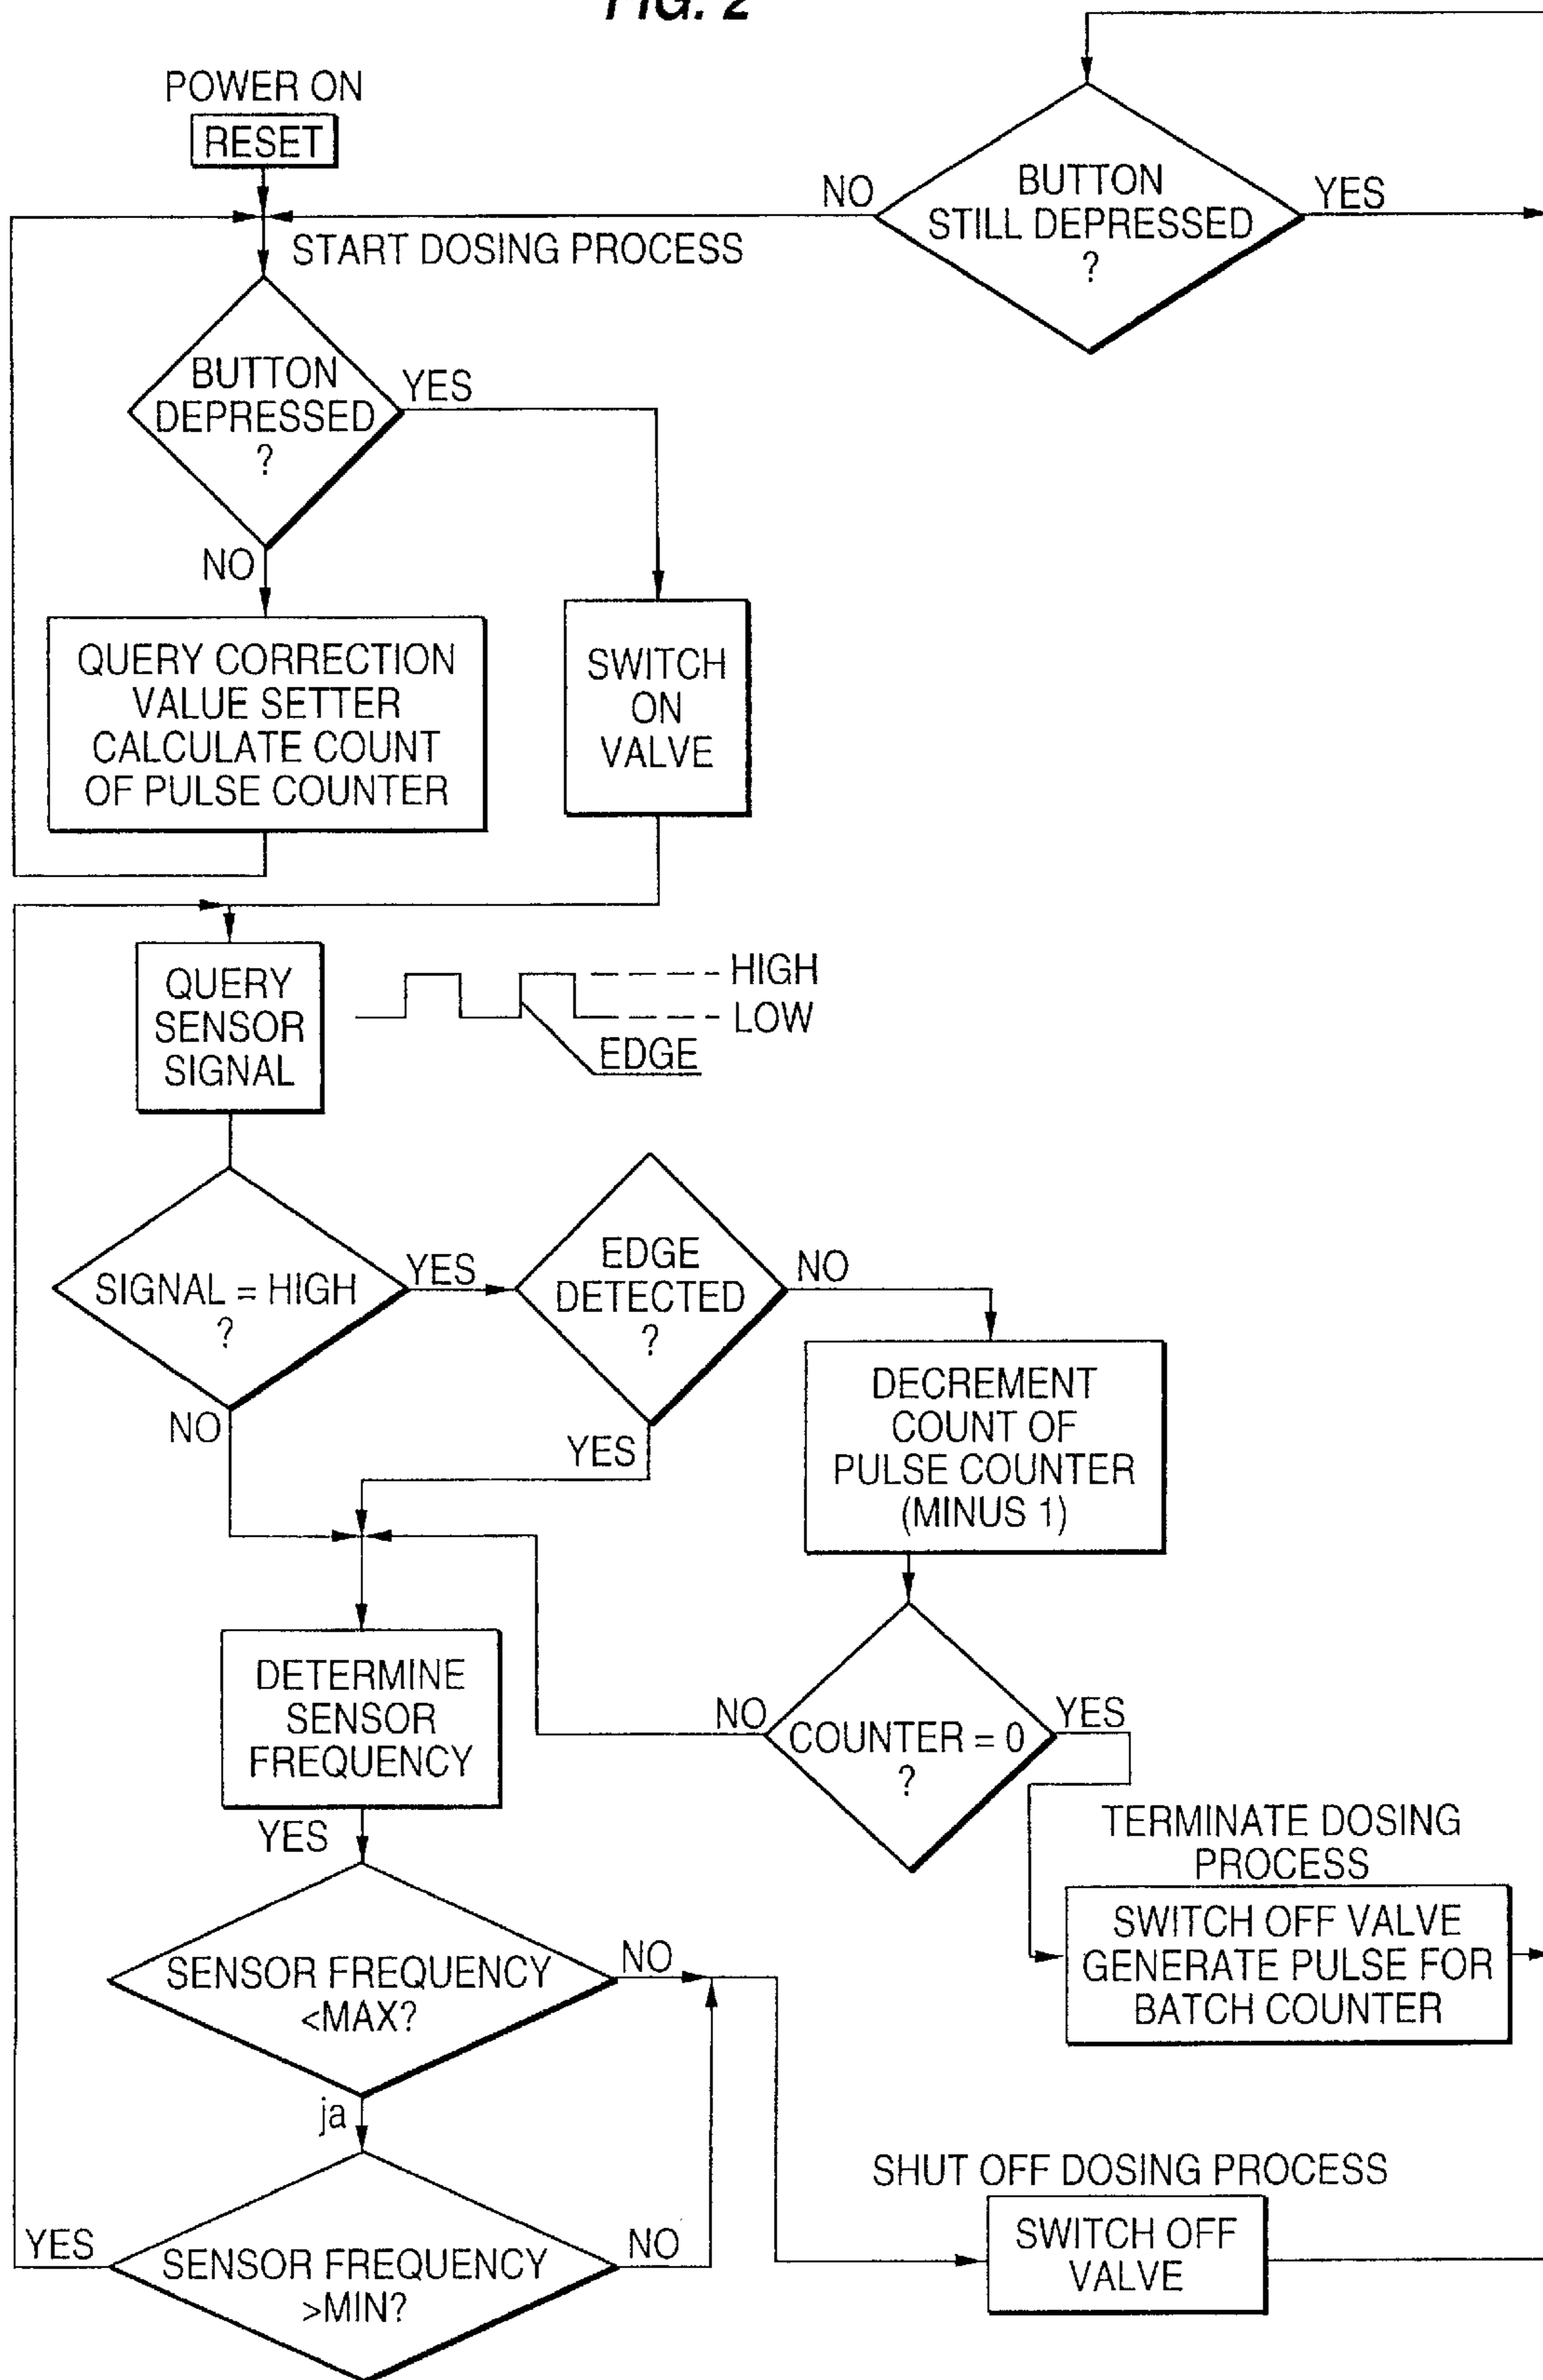 FIG. 2
POWER ON
RESET
START DOSING PROCESS
NO
BUTTON
STILL DEPRESSED
?
YES
BUTTON
DEPRESSED
?
YES
NO
QUERY CORRECTION
VALUE SETTER
CALCULATE COUNT
OF PULSE COUNTER
SWITCH
ON
VALVE
QUERY
SENSOR
SIGNAL
HIGH
LOW
EDGE
SIGNAL = HIGH
?
YES
NO
EDGE
DETECTED
?
NO
YES
DECREMENT
COUNT OF
PULSE COUNTER
(MINUS 1)
DETERMINE
SENSOR
FREQUENCY
YES
NO
COUNTER = 0
?
YES
TERMINATE DOSING
PROCESS
SWITCH OFF VALVE
GENERATE PULSE FOR
BATCH COUNTER
SENSOR FREQUENCY
<MAX?
NO
ja
SHUT OFF DOSING PROCESS
SWITCH OFF
VALVE
YES
SENSOR FREQUENCY
>MIN?
NO